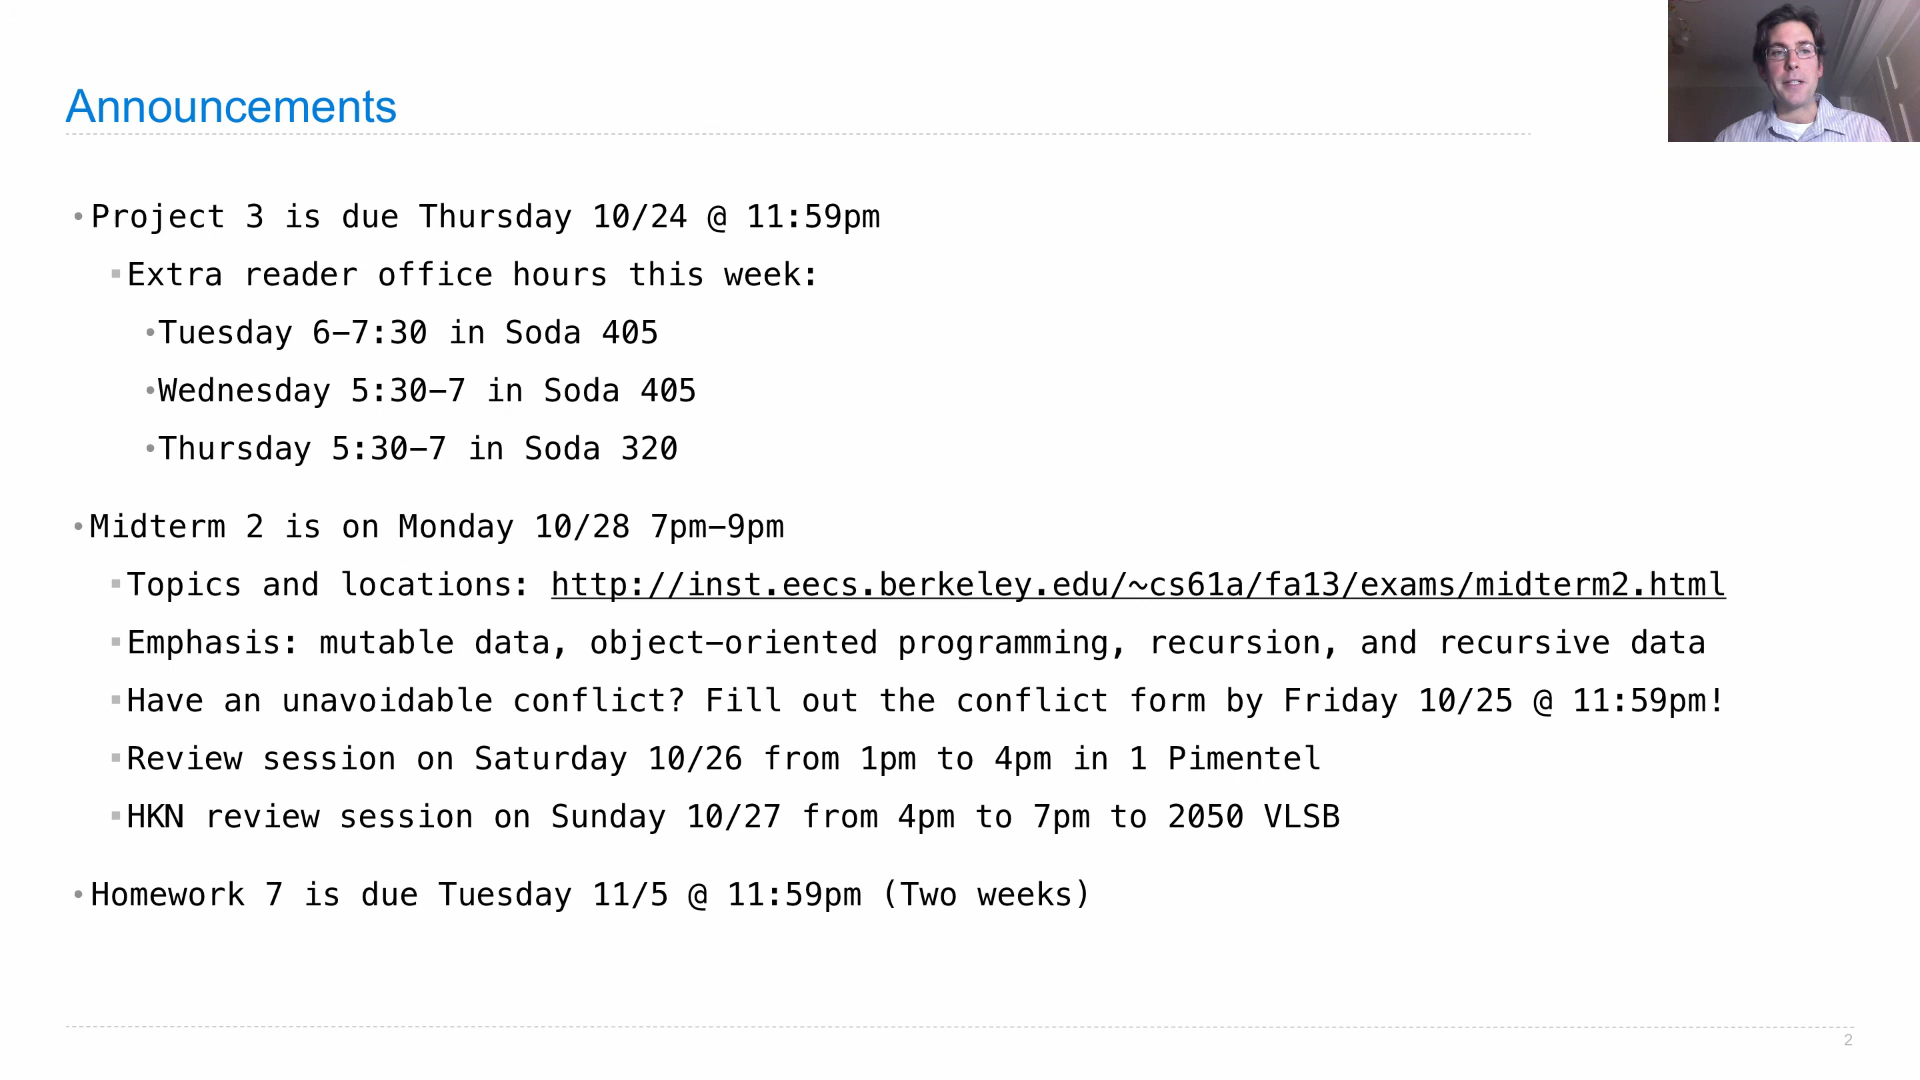 Announcements
•Project 3 is due Thursday 10/24 @ 11:59pm
▪Extra reader office hours this week:
•Tuesday 6–7:30 in Soda 405
•Wednesday 5:30–7 in Soda 405
•Thursday 5:30–7 in Soda 320
•Midterm 2 is on Monday 10/28 7pm–9pm
▪Topics and locations: http://inst.eecs.berkeley.edu/~cs61a/fa13/exams/midterm2.html
▪Emphasis: mutable data, object–oriented programming, recursion, and recursive data
▪Have an unavoidable conflict? Fill out the conflict form by Friday 10/25 @ 11:59pm!
▪Review session on Saturday 10/26 from 1pm to 4pm in 1 Pimentel
▪HKN review session on Sunday 10/27 from 4pm to 7pm to 2050 VLSB
•Homework 7 is due Tuesday 11/5 @ 11:59pm (Two weeks)
2